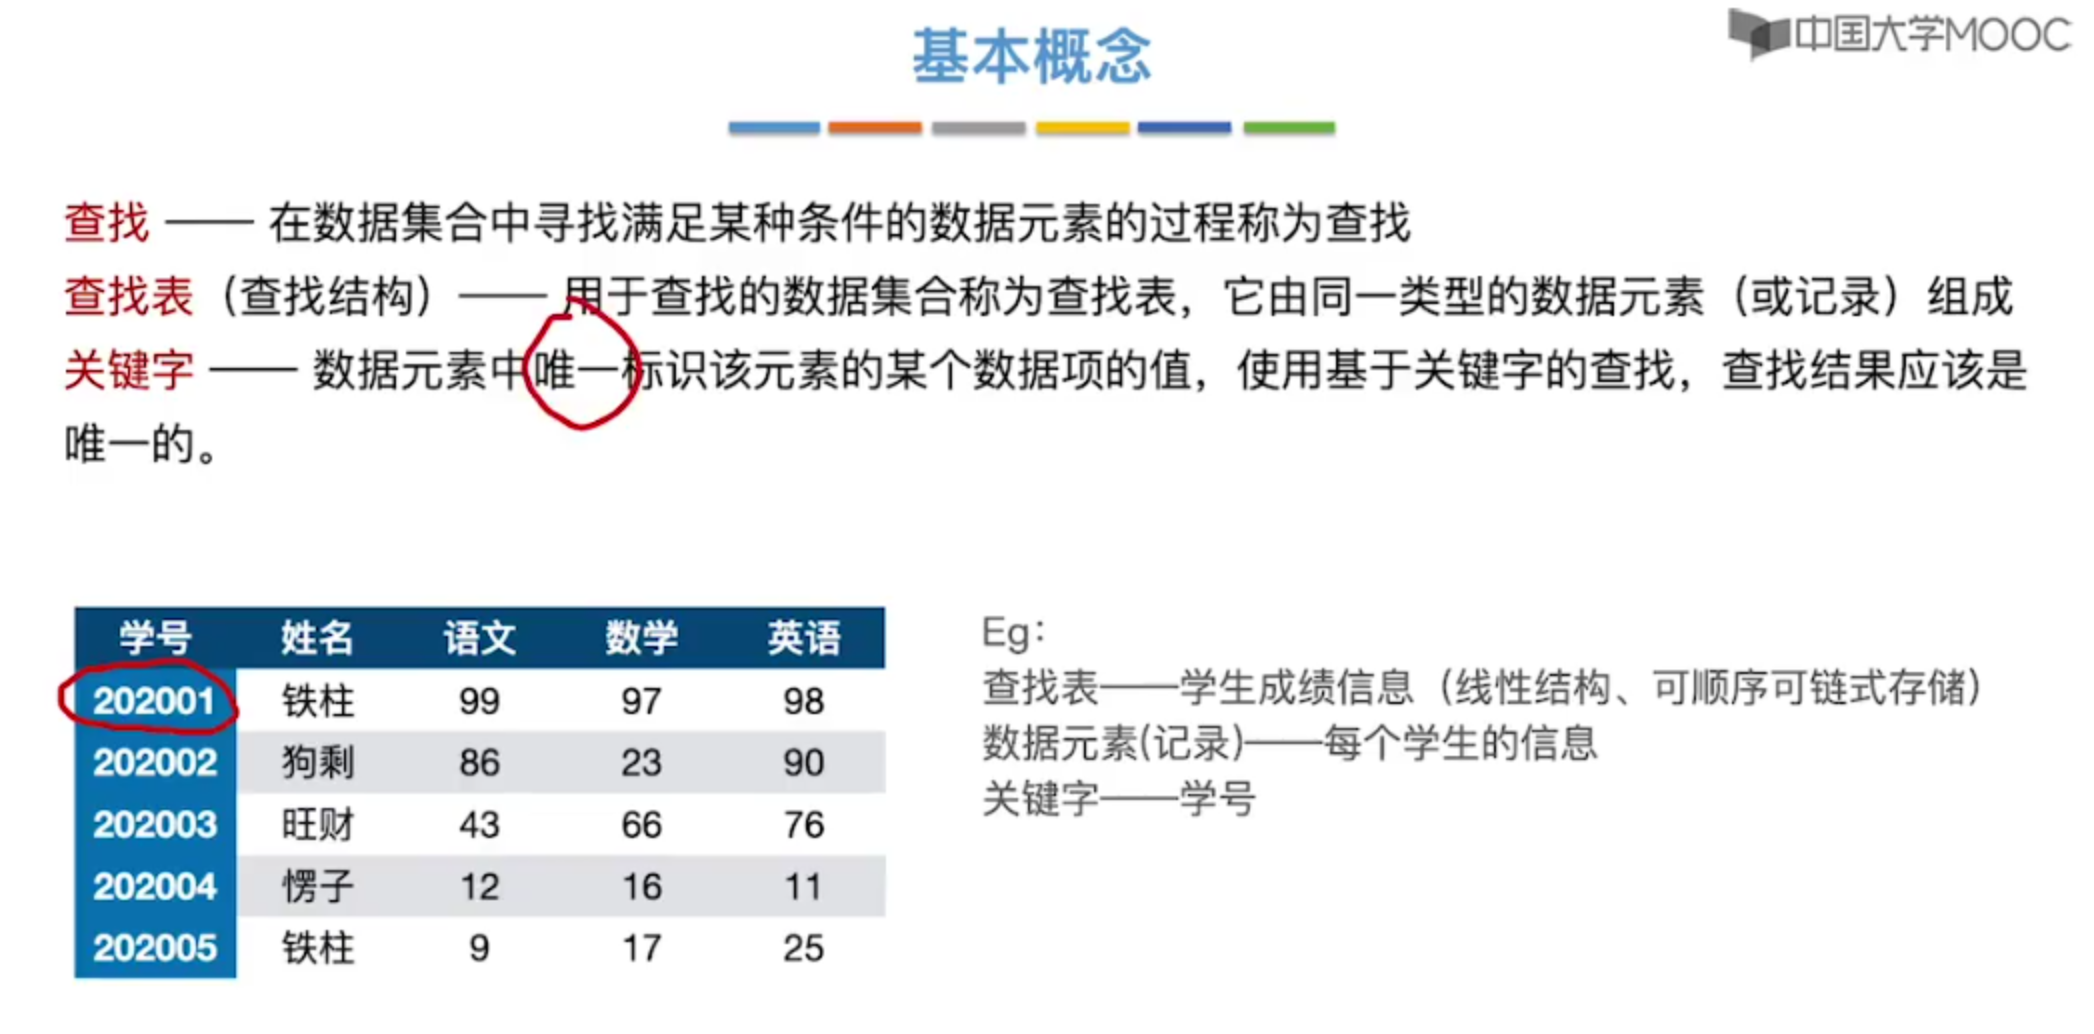 中国大学MOOC
基本概念
查找 —— 在数据集合中寻找满足某种条件的数据元素的过程称为查找
查找表（查找结构）—— 用于查找的数据集合称为查找表，它由同一类型的数据元素（或记录）组成
关键字 —— 数据元素中唯一标识该元素的某个数据项的值，使用基于关键字的查找，查找结果应该是
唯一的。
学号 姓名 语文 数学 英语
202001 铁柱 99 97 98
202002 狗剩 86 23 90
202003 旺财 43 66 76
202004 愣子 12 16 11
202005 铁柱 9 17 25
Eg：
查找表——学生成绩信息（线性结构、可顺序可链式存储）
数据元素(记录)——每个学生的信息
关键字——学号